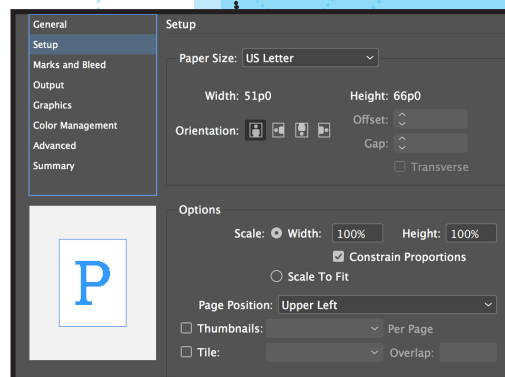 General
Setup
Marks and Bleed
Output
Graphics
Color Management
Advanced
Summary
P
Setup
Paper Size: US Letter
Width: 51p0 Height: 66p0
Orientation: Offset:
Gap:
Transverse
Options
Scale: Width: 100% Height: 100%
Constrain Proportions
Scale To Fit
Page Position: Upper Left
Thumbnails: Per Page
Tile: Overlap: